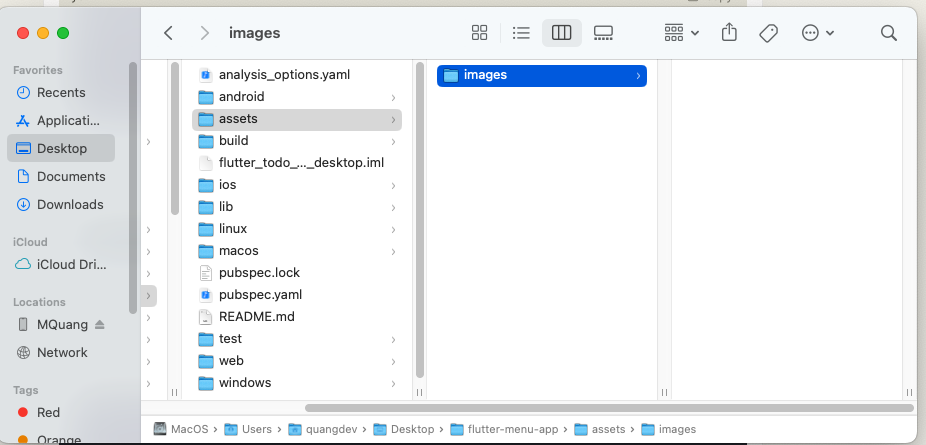 images
Favorites
Recents
Applicati...
Desktop
Documents
Downloads
iCloud
iCloud Dri...
Locations
MQuang
Network
Tags
Red
Orange
analysis_options.yaml
android
assets
build
flutter_todo_..._desktop.iml
ios
lib
linux
macos
pubspec.lock
pubspec.yaml
README.md
test
web
windows
images
MacOS › Users › quangdev › Desktop › flutter-menu-app › assets › images